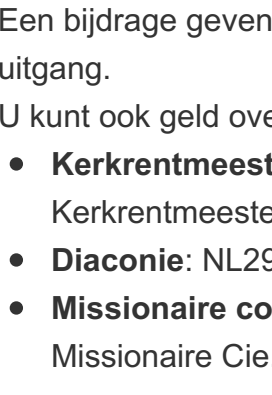 Een bijdrage geven
uitgang.
U kunt ook geld ove
• Kerkrentmeest
Kerkrentmeeste
• Diaconie: NL29
• Missionaire co
Missionaire Cie